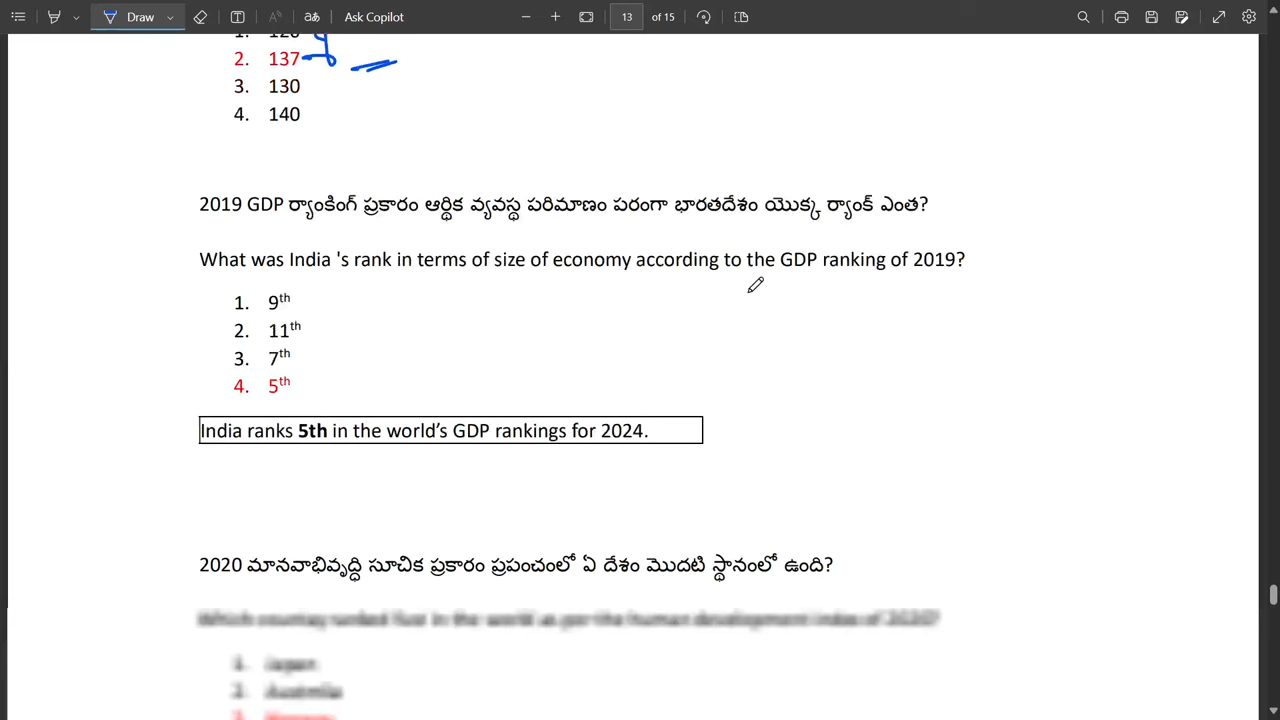 Draw
Ask Copilot
13 of 15
2. 137
3. 130
4. 140
2019 GDP ర్యాంకింగ్ ప్రకారం ఆర్థిక వ్యవస్థ పరిమాణం పరంగా భారతదేశం యొక్క ర్యాంక్ ఎంత?
What was India 's rank in terms of size of economy according to the GDP ranking of 2019?
1. 9th
2. 11th
3. 7th
4. 5th
India ranks 5th in the world’s GDP rankings for 2024.
2020 మానవాభివృద్ధి సూచిక ప్రకారం ప్రపంచంలో ఏ దేశం మొదటి స్థానంలో ఉంది?